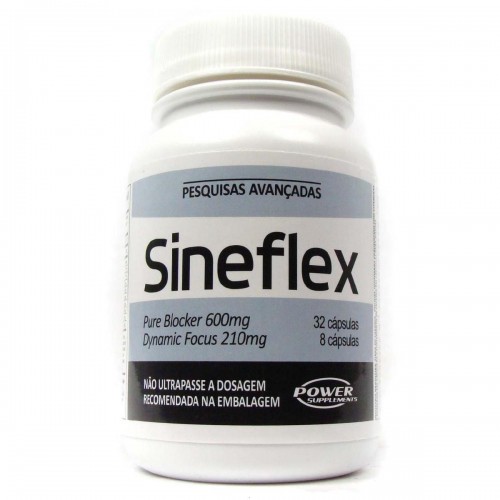 PESQUISAS AVANÇADAS
Sineflex
Pure Blocker 600mg 32 cápsulas
Dynamic Focus 210mg 8 cápsulas
NÃO ULTRAPASSE A DOSAGEM
RECOMENDADA NA EMBALAGEM
POWER
SUPPLEMENTS